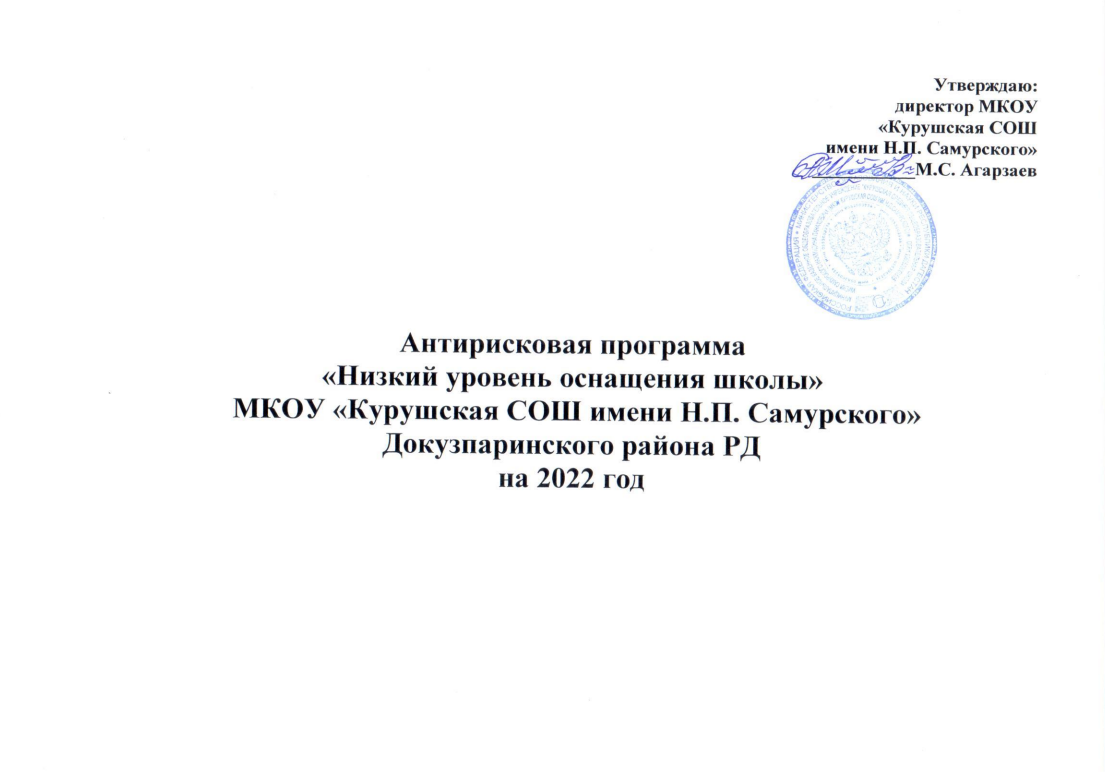 Утверждаю:
директор МКОУ
«Курушская СОШ
имени Н.П. Самурского»
М.С. Агарзаев
Антирисковая программа
«Низкий уровень оснащения школы»
МКОУ «Курушская СОШ имени Н.П. Самурского»
Докузпаринского района РД
на 2022 год